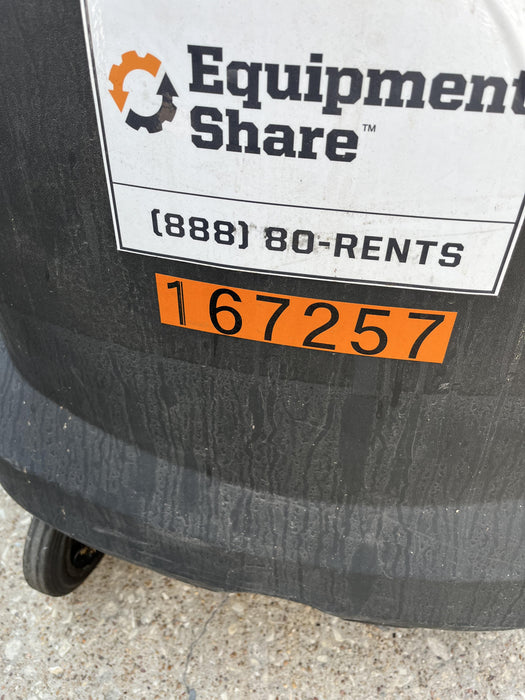 Equipment
Share™
(888) 80-RENTS
167257